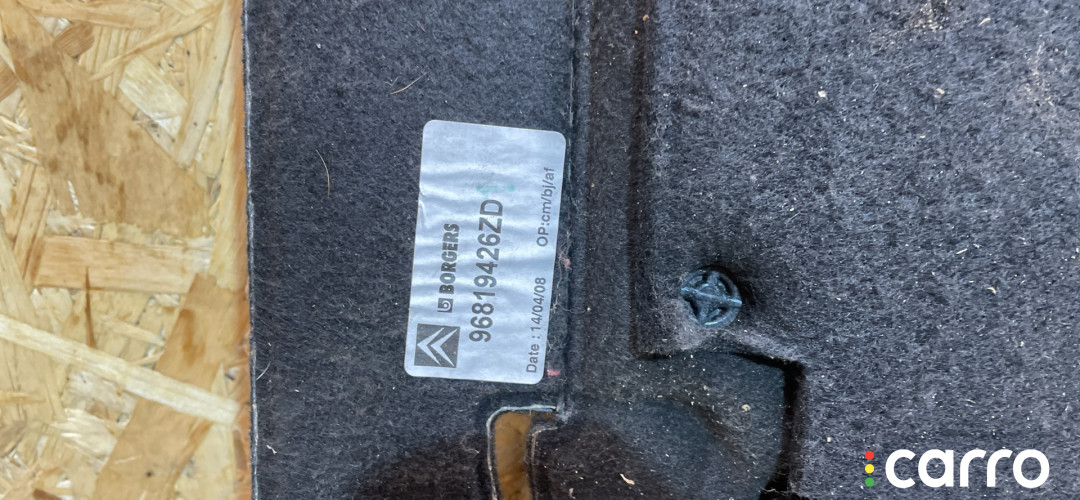 BORGERS
96819426ZD
Date : 14/04/08 OP:cm/bj/af
carro